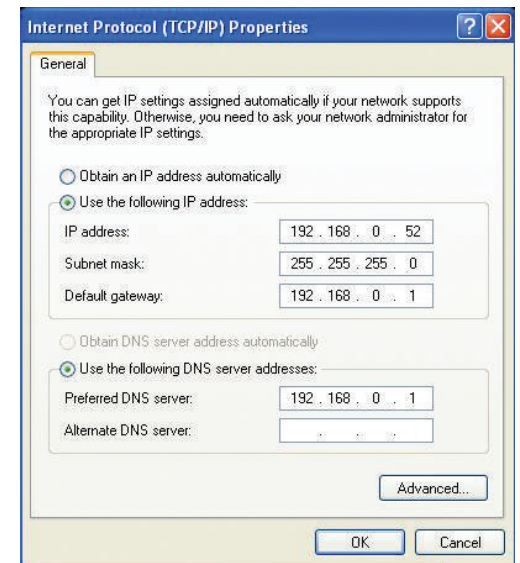 Internet Protocol (TCP/IP) Properties
General
You can get IP settings assigned automatically if your network supports
this capability. Otherwise, you need to ask your network administrator for
the appropriate IP settings.
Obtain an IP address automatically
Use the following IP address:
IP address: 192 . 168 . 0 . 52
Subnet mask: 255 . 255 . 255 . 0
Default gateway: 192 . 168 . 0 . 1
Obtain DNS server address automatically
Use the following DNS server addresses:
Preferred DNS server: 192 . 168 . 0 . 1
Alternate DNS server: . . .
Advanced...
OK Cancel